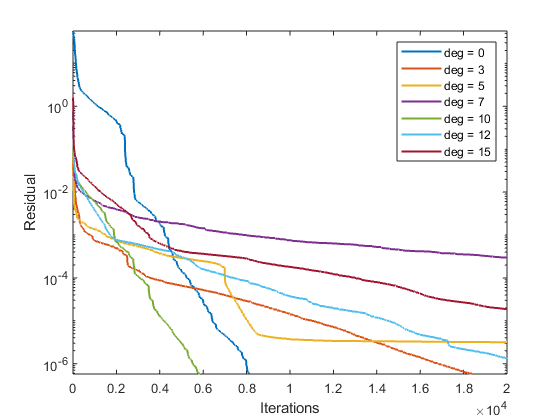 deg = 0
deg = 3
deg = 5
deg = 7
deg = 10
deg = 12
deg = 15
10^0
10^-2
10^-4
10^-6
Residual
0 0.2 0.4 0.6 0.8 1 1.2 1.4 1.6 1.8 2
Iterations
×10^4